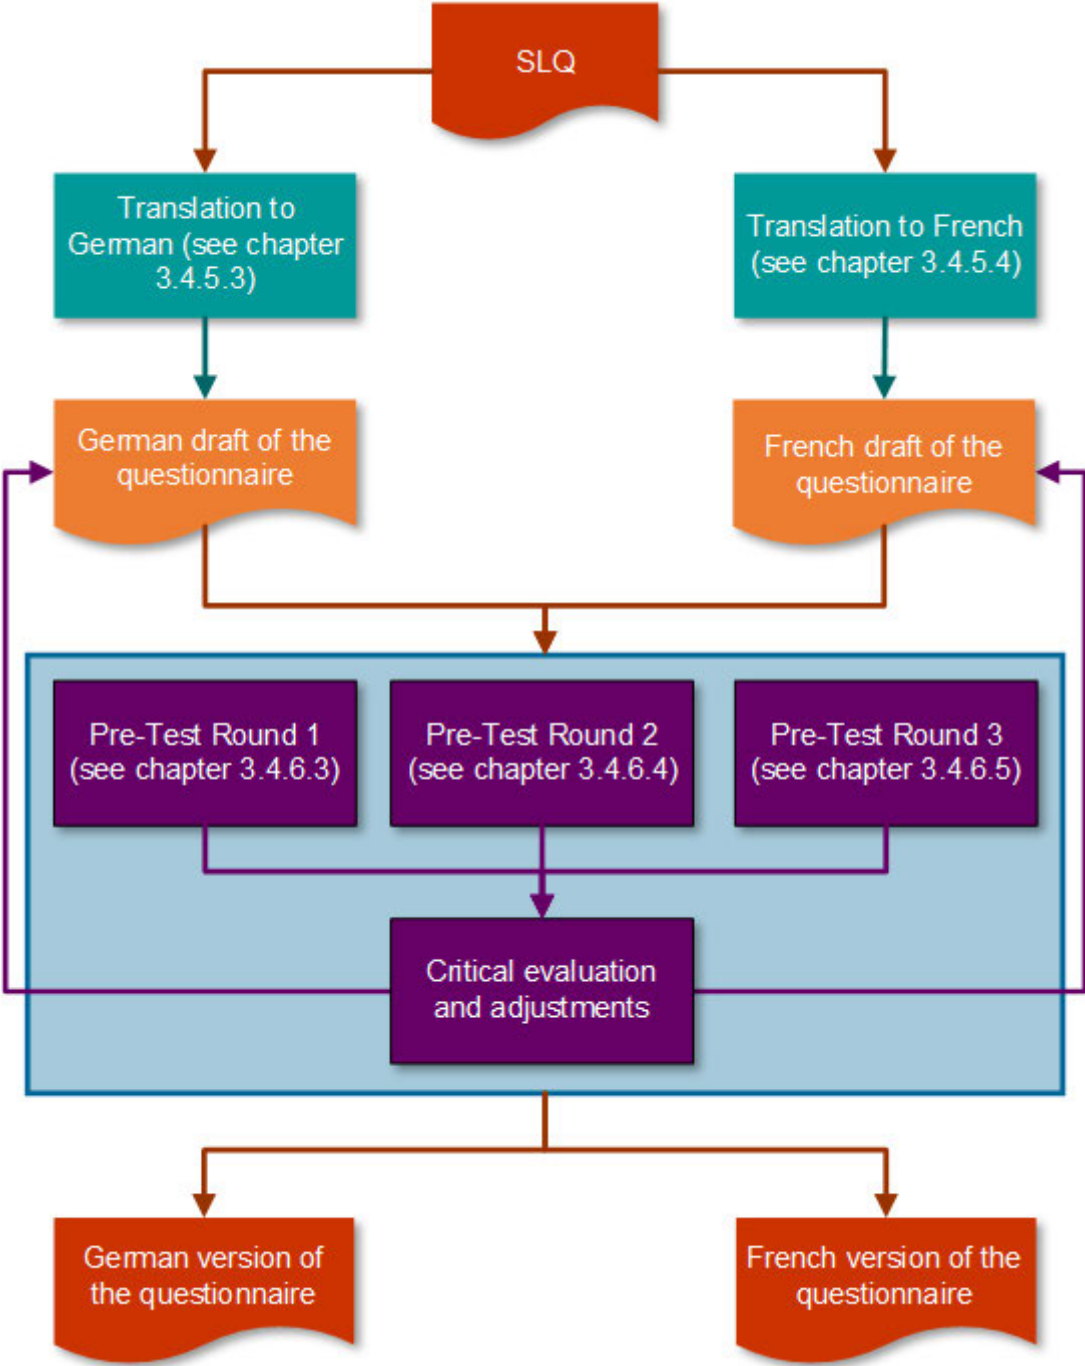 SLQ
Translation to
German (see chapter
3.4.5.3)
Translation to French
(see chapter 3.4.5.4)
German draft of the
questionnaire
French draft of the
questionnaire
Pre-Test Round 1
(see chapter 3.4.6.3)
Pre-Test Round 2
(see chapter 3.4.6.4)
Pre-Test Round 3
(see chapter 3.4.6.5)
Critical evaluation
and adjustments
German version of
the questionnaire
French version of the
questionnaire